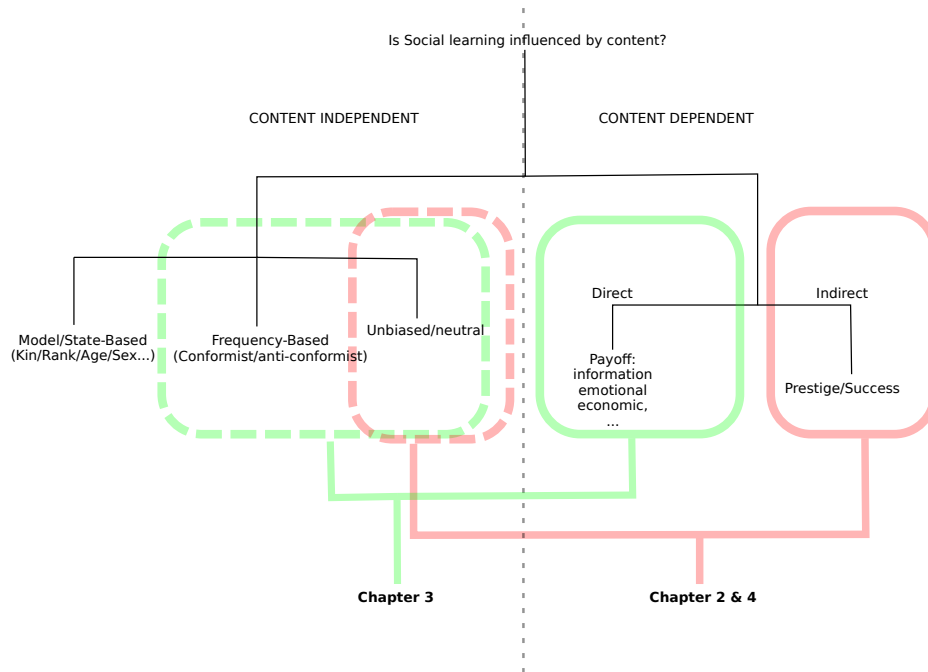 Is Social learning influenced by content?
CONTENT INDEPENDENT
CONTENT DEPENDENT
Model/State-Based
(Kin/Rank/Age/Sex...)
Frequency-Based
(Conformist/anti-conformist)
Unbiased/neutral
Direct
Payoff:
information
emotional
economic,
...
Indirect
Prestige/Success
Chapter 3
Chapter 2 & 4